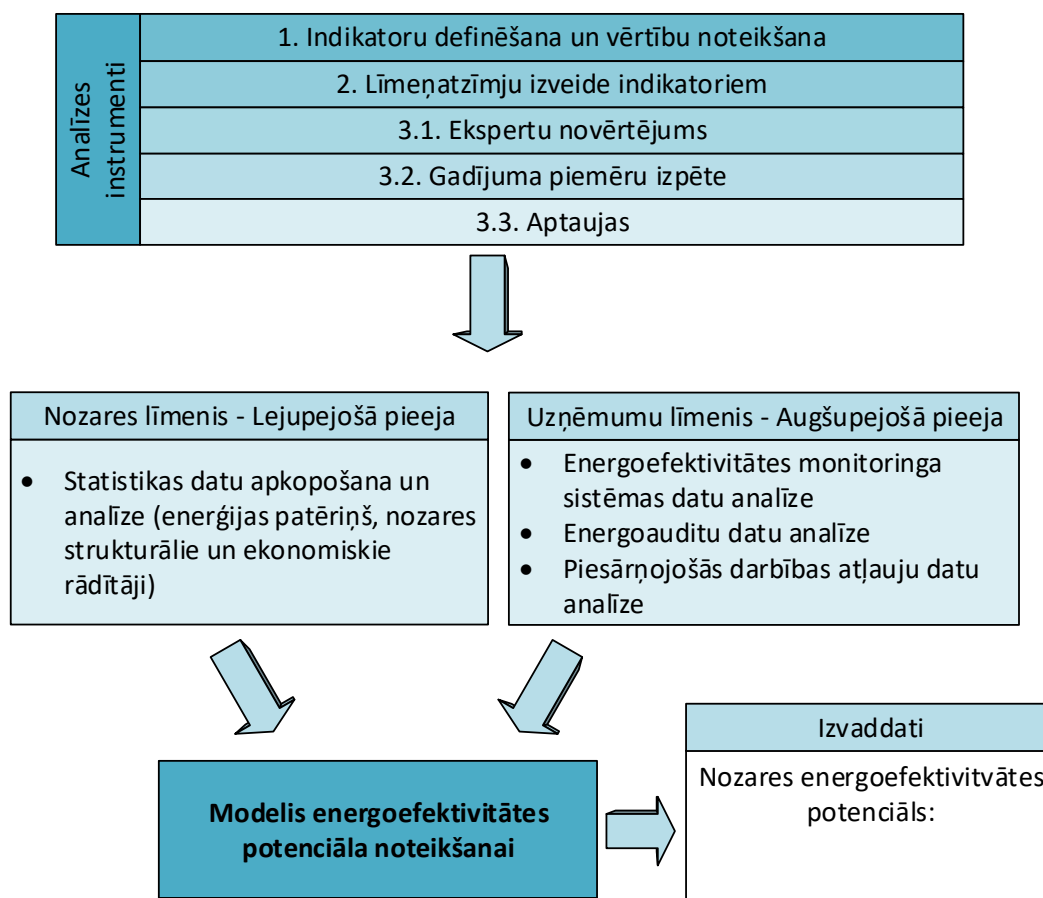 Analīzes
instrumenti
1. Indikatoru definēšana un vērtību noteikšana
2. Līmeņatzīmju izveide indikatoriem
3.1. Ekspertu novērtējums
3.2. Gadījuma piemēru izpēte
3.3. Aptaujas
Nozares līmenis - Lejupejošā pieeja
• Statistikas datu apkopošana un
analīze (enerģijas patēriņš, nozares
strukturālie un ekonomiskie
rādītāji)
Uzņēmumu līmenis - Augšupejošā pieeja
• Energoefektivitātes monitoringa
sistēmas datu analīze
• Energoauditu datu analīze
• Piesārņojošās darbības atļauju datu
analīze
Modelis energoefektivitātes
potenciāla noteikšanai
Izvaddati
Nozares energoefektivitvātes
potenciāls: